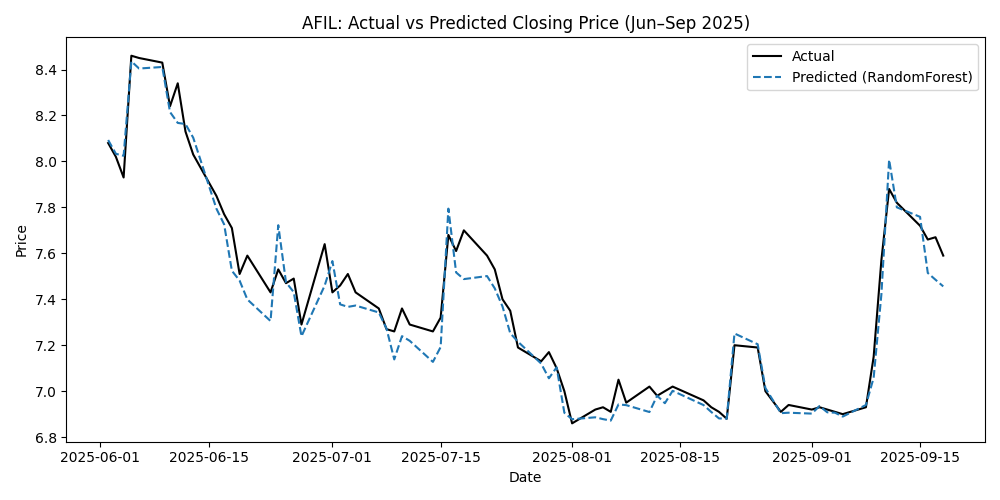 AFIL: Actual vs Predicted Closing Price (Jun–Sep 2025)
Actual
Predicted (RandomForest)
Price
8.4
8.2
8.0
7.8
7.6
7.4
7.2
7.0
6.8
2025-06-01 2025-06-15 2025-07-01 2025-07-15 2025-08-01 2025-08-15 2025-09-01 2025-09-15
Date